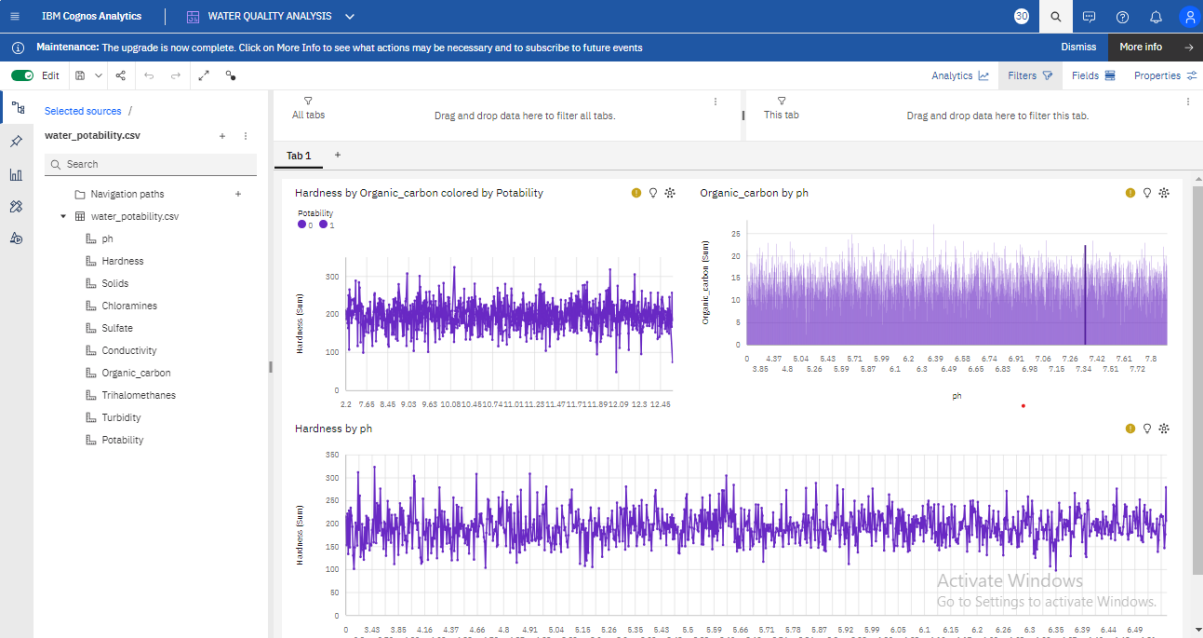 IBM Cognos Analytics
WATER QUALITY ANALYSIS
30
Maintenance: The upgrade is now complete. Click on More Info to see what actions may be necessary and to subscribe to future events
Dismiss
More info
Edit
Analytics
Filters
Fields
Properties
Selected sources /
water_potability.csv
Search
Navigation paths
water_potability.csv
ph
Hardness
Solids
Chloramines
Sulfate
Conductivity
Organic_carbon
Trihalomethanes
Turbidity
Potability
All tabs
Drag and drop data here to filter all tabs.
This tab
Drag and drop data here to filter this tab.
Tab 1
Hardness by Organic_carbon colored by Potability
Potability
0 1
Hardness (Sum)
300
200
100
0
2.2 7.65 8.45 9.03 9.63 10.08 10.45 10.74 11.01 11.23 11.47 11.71 11.89 12.09 12.3 12.45
Organic_carbon by ph
Organic_carbon (Sum)
25
20
15
10
5
0
0 4.37 5.04 5.43 5.71 5.99 6.2 6.39 6.58 6.74 6.91 7.06 7.26 7.42 7.61 7.8
3.85 4.8 5.26 5.59 5.87 6.1 6.3 6.49 6.65 6.83 6.98 7.15 7.34 7.51 7.72
ph
Hardness by ph
Hardness (Sum)
350
300
250
200
150
100
50
0
0 3.45 3.85 4.16 4.37 4.66 4.8 4.91 5.04 5.15 5.26 5.35 5.43 5.5 5.59 5.66 5.71 5.78 5.87 5.92 5.99 6.05 6.1 6.15 6.2 6.26 6.3 6.35 6.39 6.44 6.49
Activate Windows
Go to Settings to activate Windows.